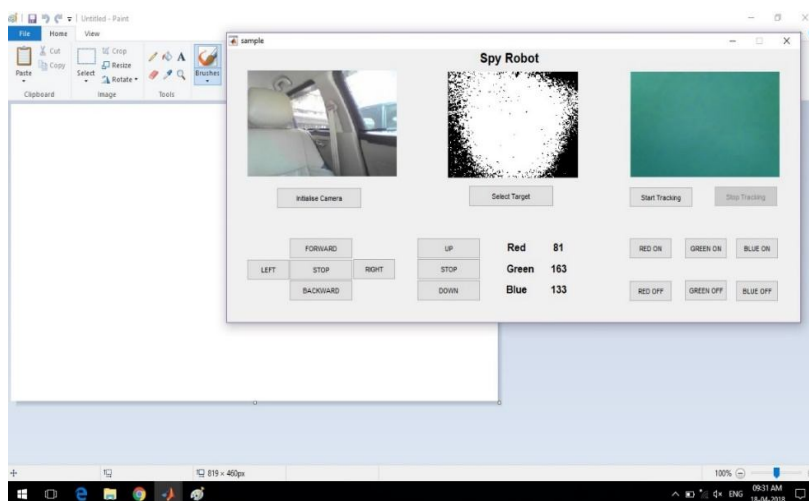 Untitled - Paint
File Home View
Cut
Copy
Paste
Select
Crop
Resize
Rotate
A
Brushes
Clipboard Image Tools
sample
Spy Robot
Initialise Camera Select Target Start Tracking Stop Tracking
FORWARD UP Red 81 RED ON GREEN ON BLUE ON
LEFT STOP RIGHT STOP Green 163
BACKWARD DOWN Blue 133 RED OFF GREEN OFF BLUE OFF
819 × 460px 100%
ENG 09:31 AM
18-04-2018